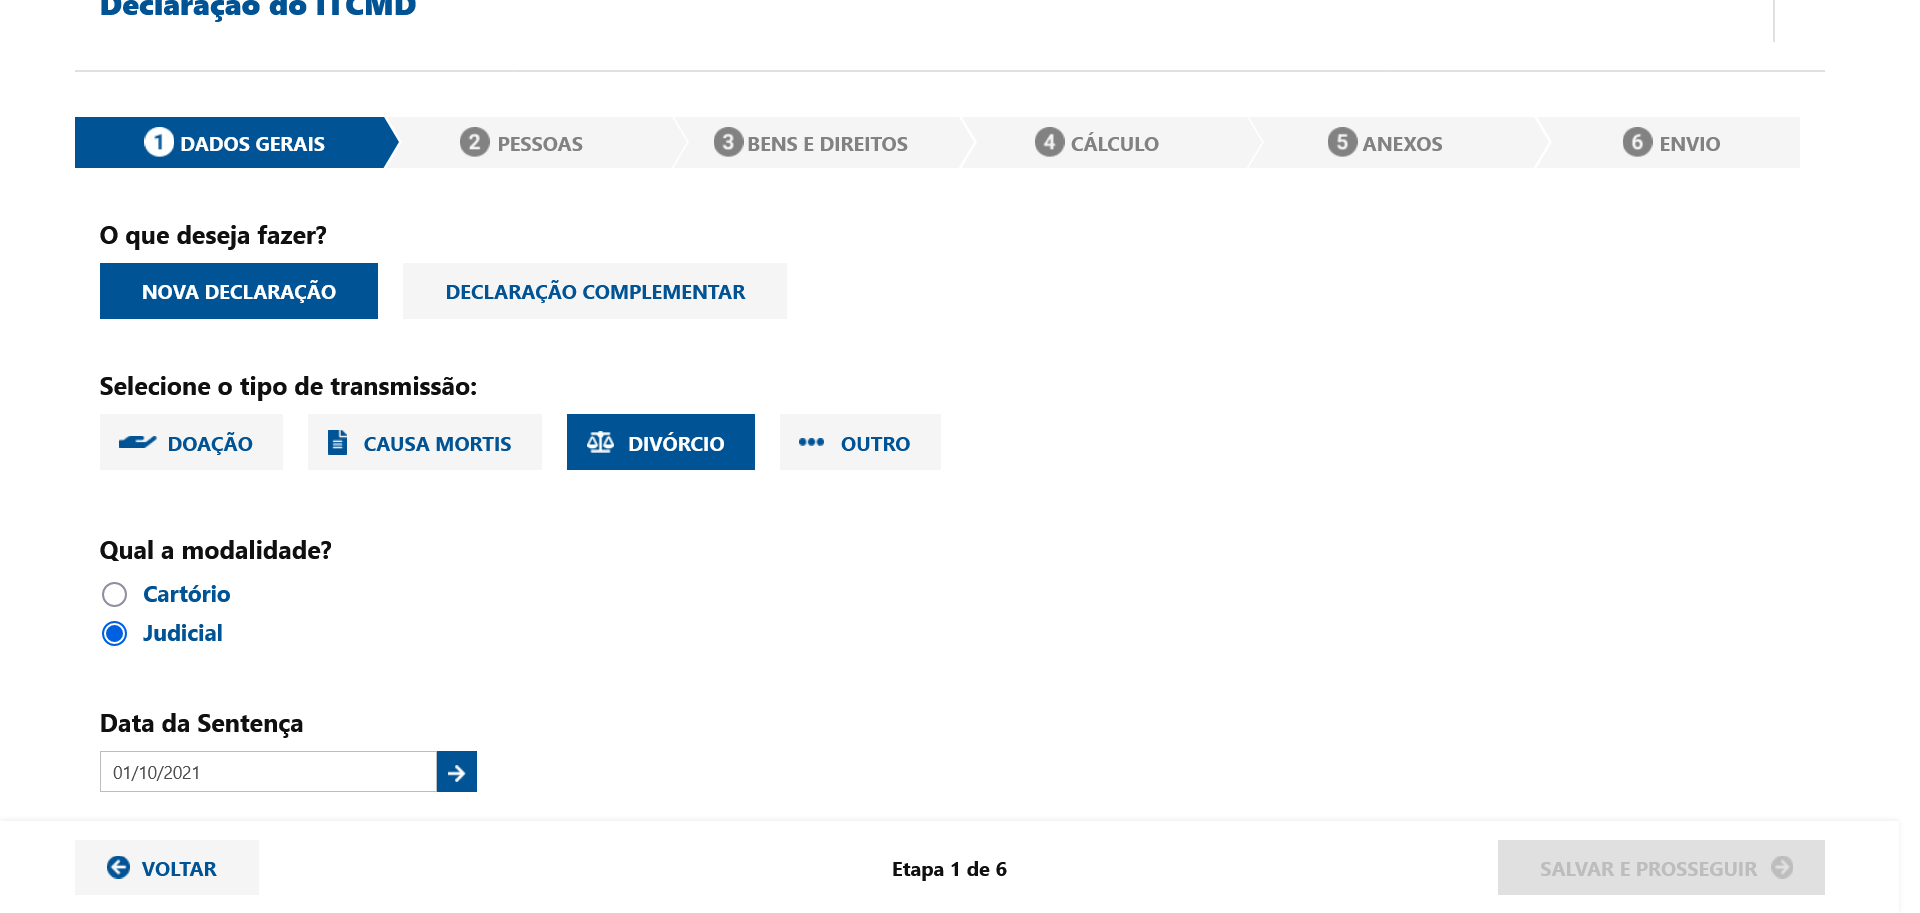 Declaração do ITCMD
1 DADOS GERAIS
2 PESSOAS
3 BENS E DIREITOS
4 CÁLCULO
5 ANEXOS
6 ENVIO
O que deseja fazer?
NOVA DECLARAÇÃO
DECLARAÇÃO COMPLEMENTAR
Selecione o tipo de transmissão:
DOAÇÃO
CAUSA MORTIS
DIVÓRCIO
OUTRO
Qual a modalidade?
Cartório
Judicial
Data da Sentença
01/10/2021
VOLTAR
Etapa 1 de 6
SALVAR E PROSSEGUIR